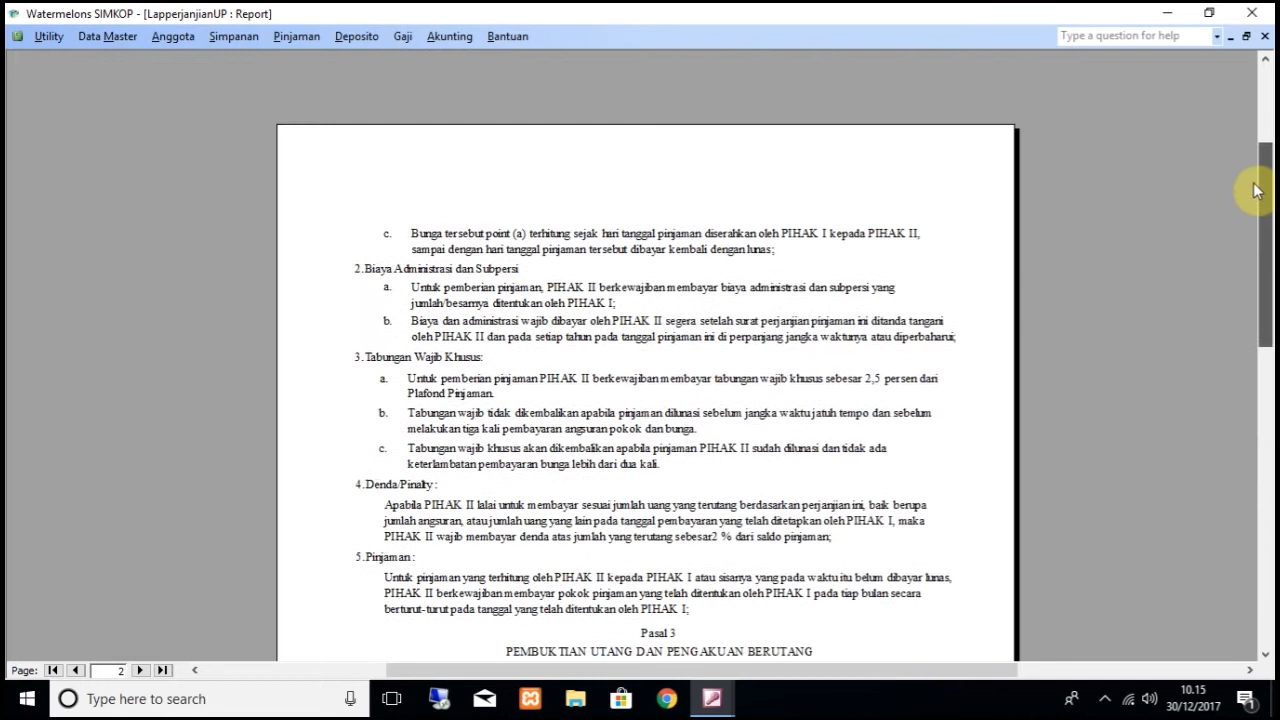 Watermelons SIMKOP - [LapperjanjianUP : Report]
Utility Data Master Anggota Simpanan Pinjaman Deposito Gaji Akunting Bantuan Type a question for help
c. Bunga tersebut point (a) terhitung sejak hari tanggal pinjaman diserahkan oleh PIHAK I kepada PIHAK II,
sampai dengan hari tanggal pinjaman tersebut dibayar kembali dengan lunas;
2.Biaya Administrasi dan Subpersi
a. Untuk pemberian pinjaman, PIHAK II berkewajiban membayar biaya administrasi dan subpersi yang
jumlah/besarnya ditentukan oleh PIHAK I;
b. Biaya dan administrasi wajib dibayar oleh PIHAK II segera setelah surat perjanjian pinjaman ini ditanda tangani
oleh PIHAK II dan pada setiap tahun pada tanggal pinjaman ini di perpanjang jangka waktunya atau diperbaharui;
3.Tabungan Wajib Khusus:
a. Untuk pemberian pinjaman PIHAK II berkewajiban membayar tabungan wajib khusus sebesar 2,5 persen dari
Plafond Pinjaman.
b. Tabungan wajib tidak dikembalikan apabila pinjaman dilunasi sebelum jangka waktu jatuh tempo dan sebelum
melakukan tiga kali pembayaran angsuran pokok dan bunga.
c. Tabungan wajib khusus akan dikembalikan apabila pinjaman PIHAK II sudah dilunasi dan tidak ada
keterlambatan pembayaran bunga lebih dari dua kali.
4.Denda/Pinalty :
Apabila PIHAK II lalai untuk membayar sesuai jumlah uang yang terutang berdasarkan perjanjian ini, baik berupa
jumlah angsuran, atau jumlah uang yang lain pada tanggal pembayaran yang telah ditetapkan oleh PIHAK I, maka
PIHAK II wajib membayar denda atas jumlah yang terutang sebesar2 % dari saldo pinjaman;
5.Pinjaman :
Untuk pinjaman yang terhitung oleh PIHAK II kepada PIHAK I atau sisanya yang pada waktu itu belum dibayar lunas,
PIHAK II berkewajiban membayar pokok pinjaman yang telah ditentukan oleh PIHAK I pada tiap bulan secara
berturut-turut pada tanggal yang telah ditentukan oleh PIHAK I;
Pasal 3
PEMBUKTIAN UTANG DAN PENGAKUAN BERUTANG
Page: 2
Type here to search
10.15
30/12/2017
1